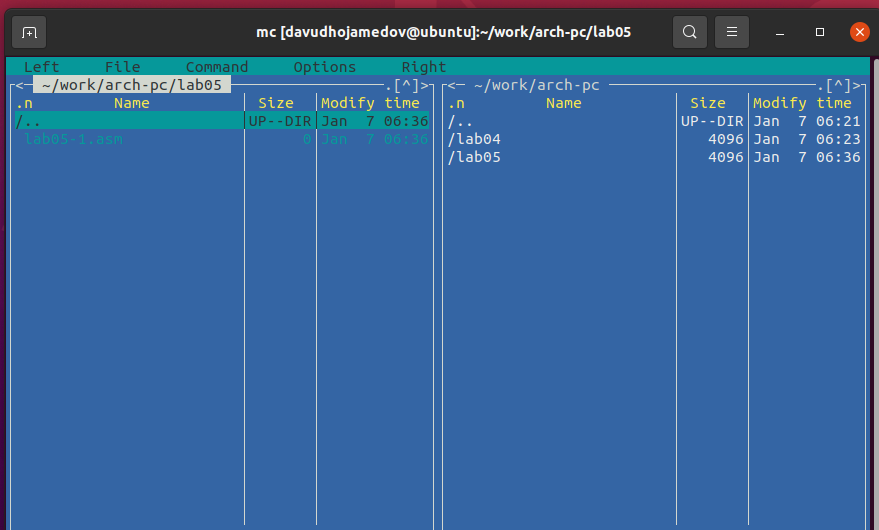 mc [davudhojamedov@ubuntu]:~/work/arch-pc/lab05
Left File Command Options Right
<─ ~/work/arch-pc/lab05 ─.[^]> <─ ~/work/arch-pc ─.[^]>
.n Name Size Modify time .n Name Size Modify time
/.. UP--DIR Jan 7 06:36 /.. UP--DIR Jan 7 06:21
lab05-1.asm 0 Jan 7 06:36 /lab04 4096 Jan 7 06:23
/lab05 4096 Jan 7 06:36